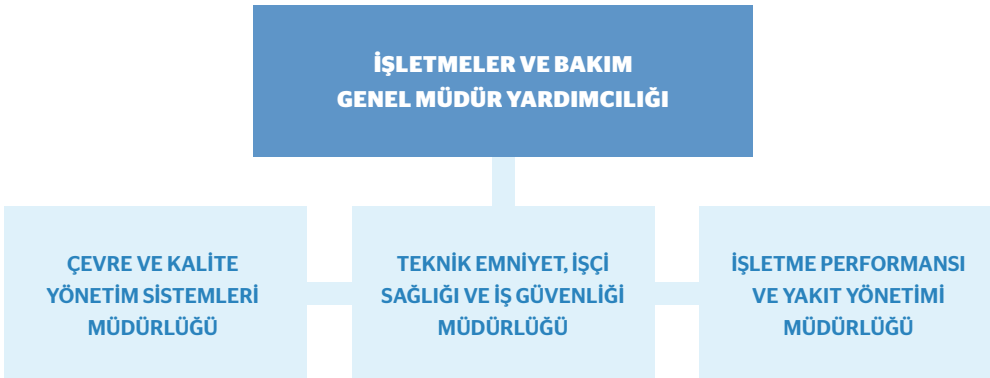 İŞLETMELER VE BAKIM
GENEL MÜDÜR YARDIMCILIĞI
ÇEVRE VE KALİTE
YÖNETİM SİSTEMLERİ
MÜDÜRLÜĞÜ
TEKNİK EMNİYET, İŞÇİ
SAĞLIĞI VE İŞ GÜVENLİĞİ
MÜDÜRLÜĞÜ
İŞLETME PERFORMANSI
VE YAKIT YÖNETİMİ
MÜDÜRLÜĞÜ